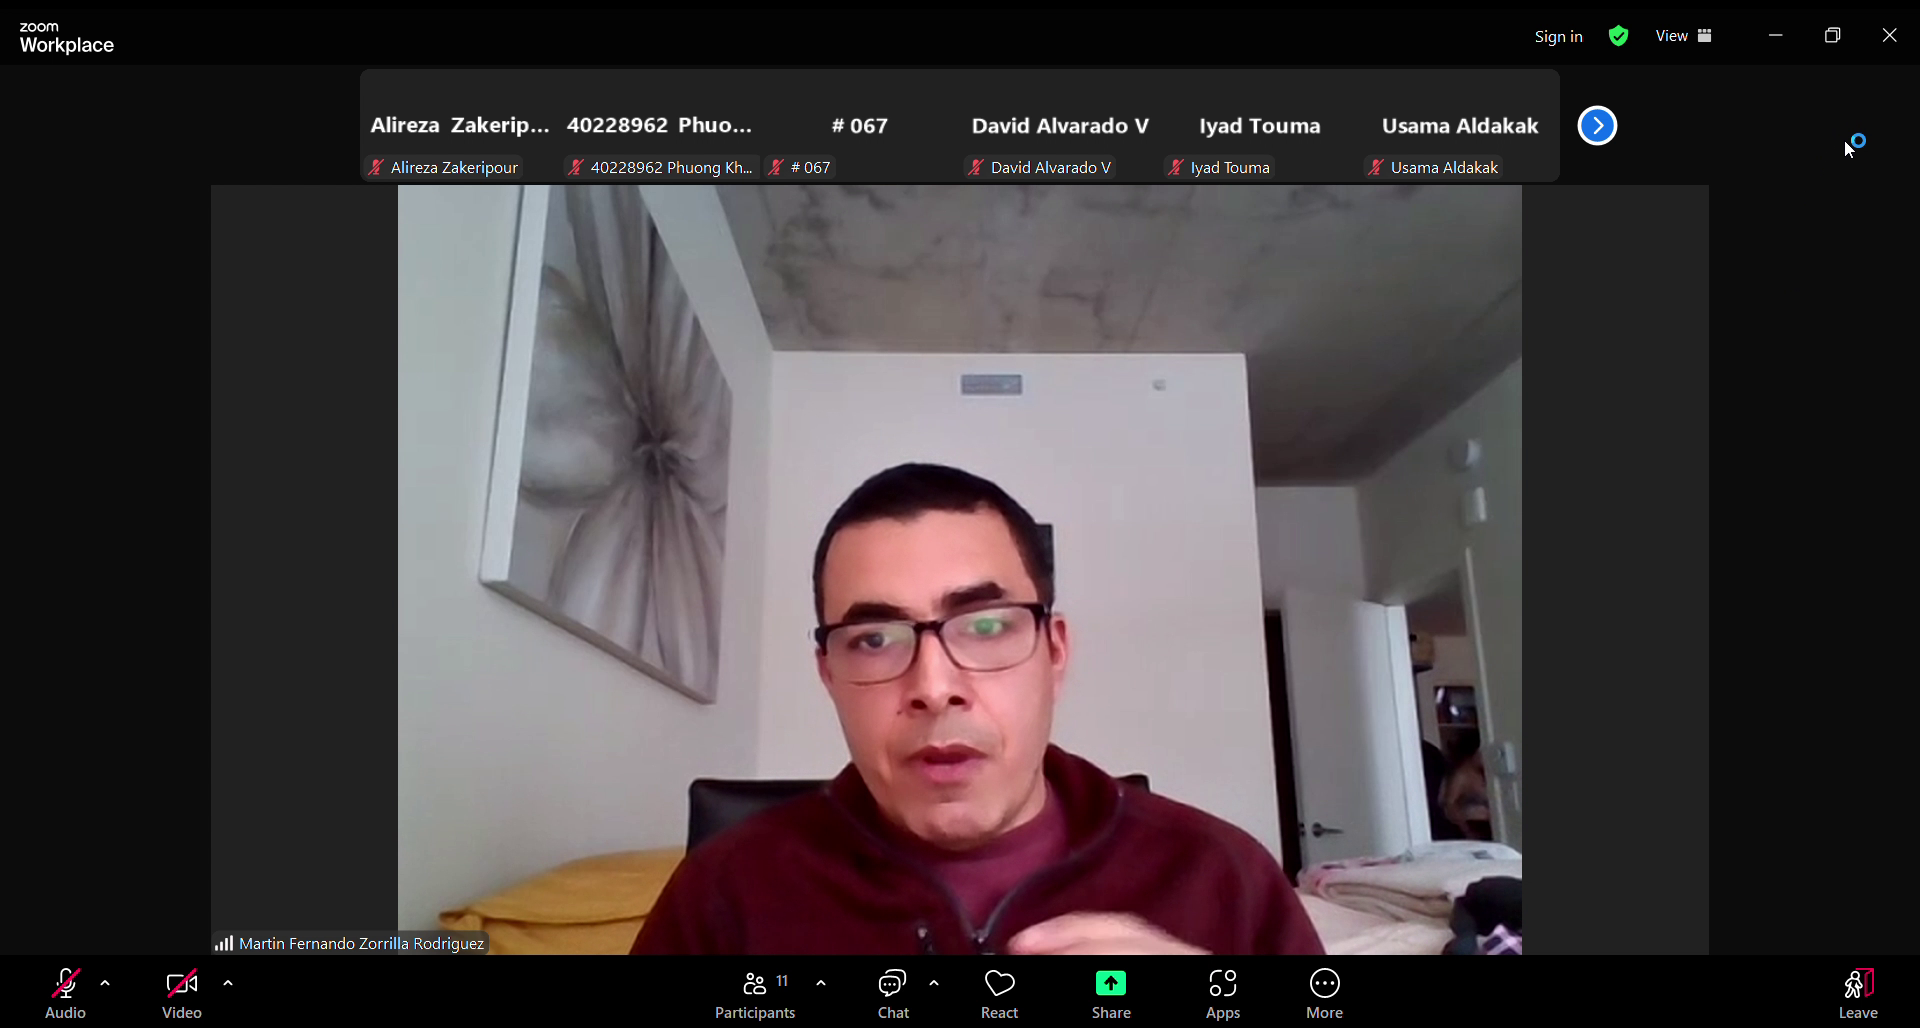 zoom
Workplace
Sign in
View
Alireza Zakerip...
40228962 Phuo...
# 067
David Alvarado V
Iyad Touma
Usama Aldakak
Alireza Zakeripour
40228962 Phuong Kh...
# 067
David Alvarado V
Iyad Touma
Usama Aldakak
Martin Fernando Zorrilla Rodriguez
11
Audio
Video
Participants
Chat
React
Share
Apps
More
Leave